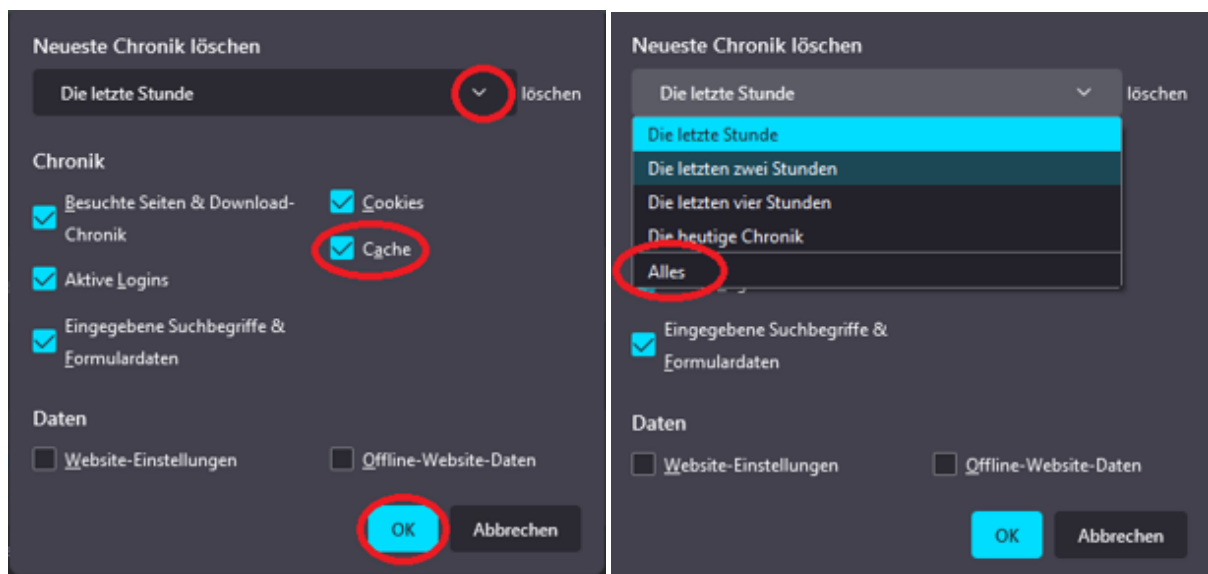 Neueste Chronik löschen
Die letzte Stunde
löschen
Chronik
Besuchte Seiten & Download-
Chronik
Cookies
Cache
Aktive Logins
Eingegebene Suchbegriffe &
Formulardaten
Daten
Website-Einstellungen
Offline-Website-Daten
OK
Abbrechen
Neueste Chronik löschen
Die letzte Stunde
löschen
Die letzte Stunde
Die letzten zwei Stunden
Die letzten vier Stunden
Die heutige Chronik
Alles
Eingegebene Suchbegriffe &
Formulardaten
Daten
Website-Einstellungen
Offline-Website-Daten
OK
Abbrechen